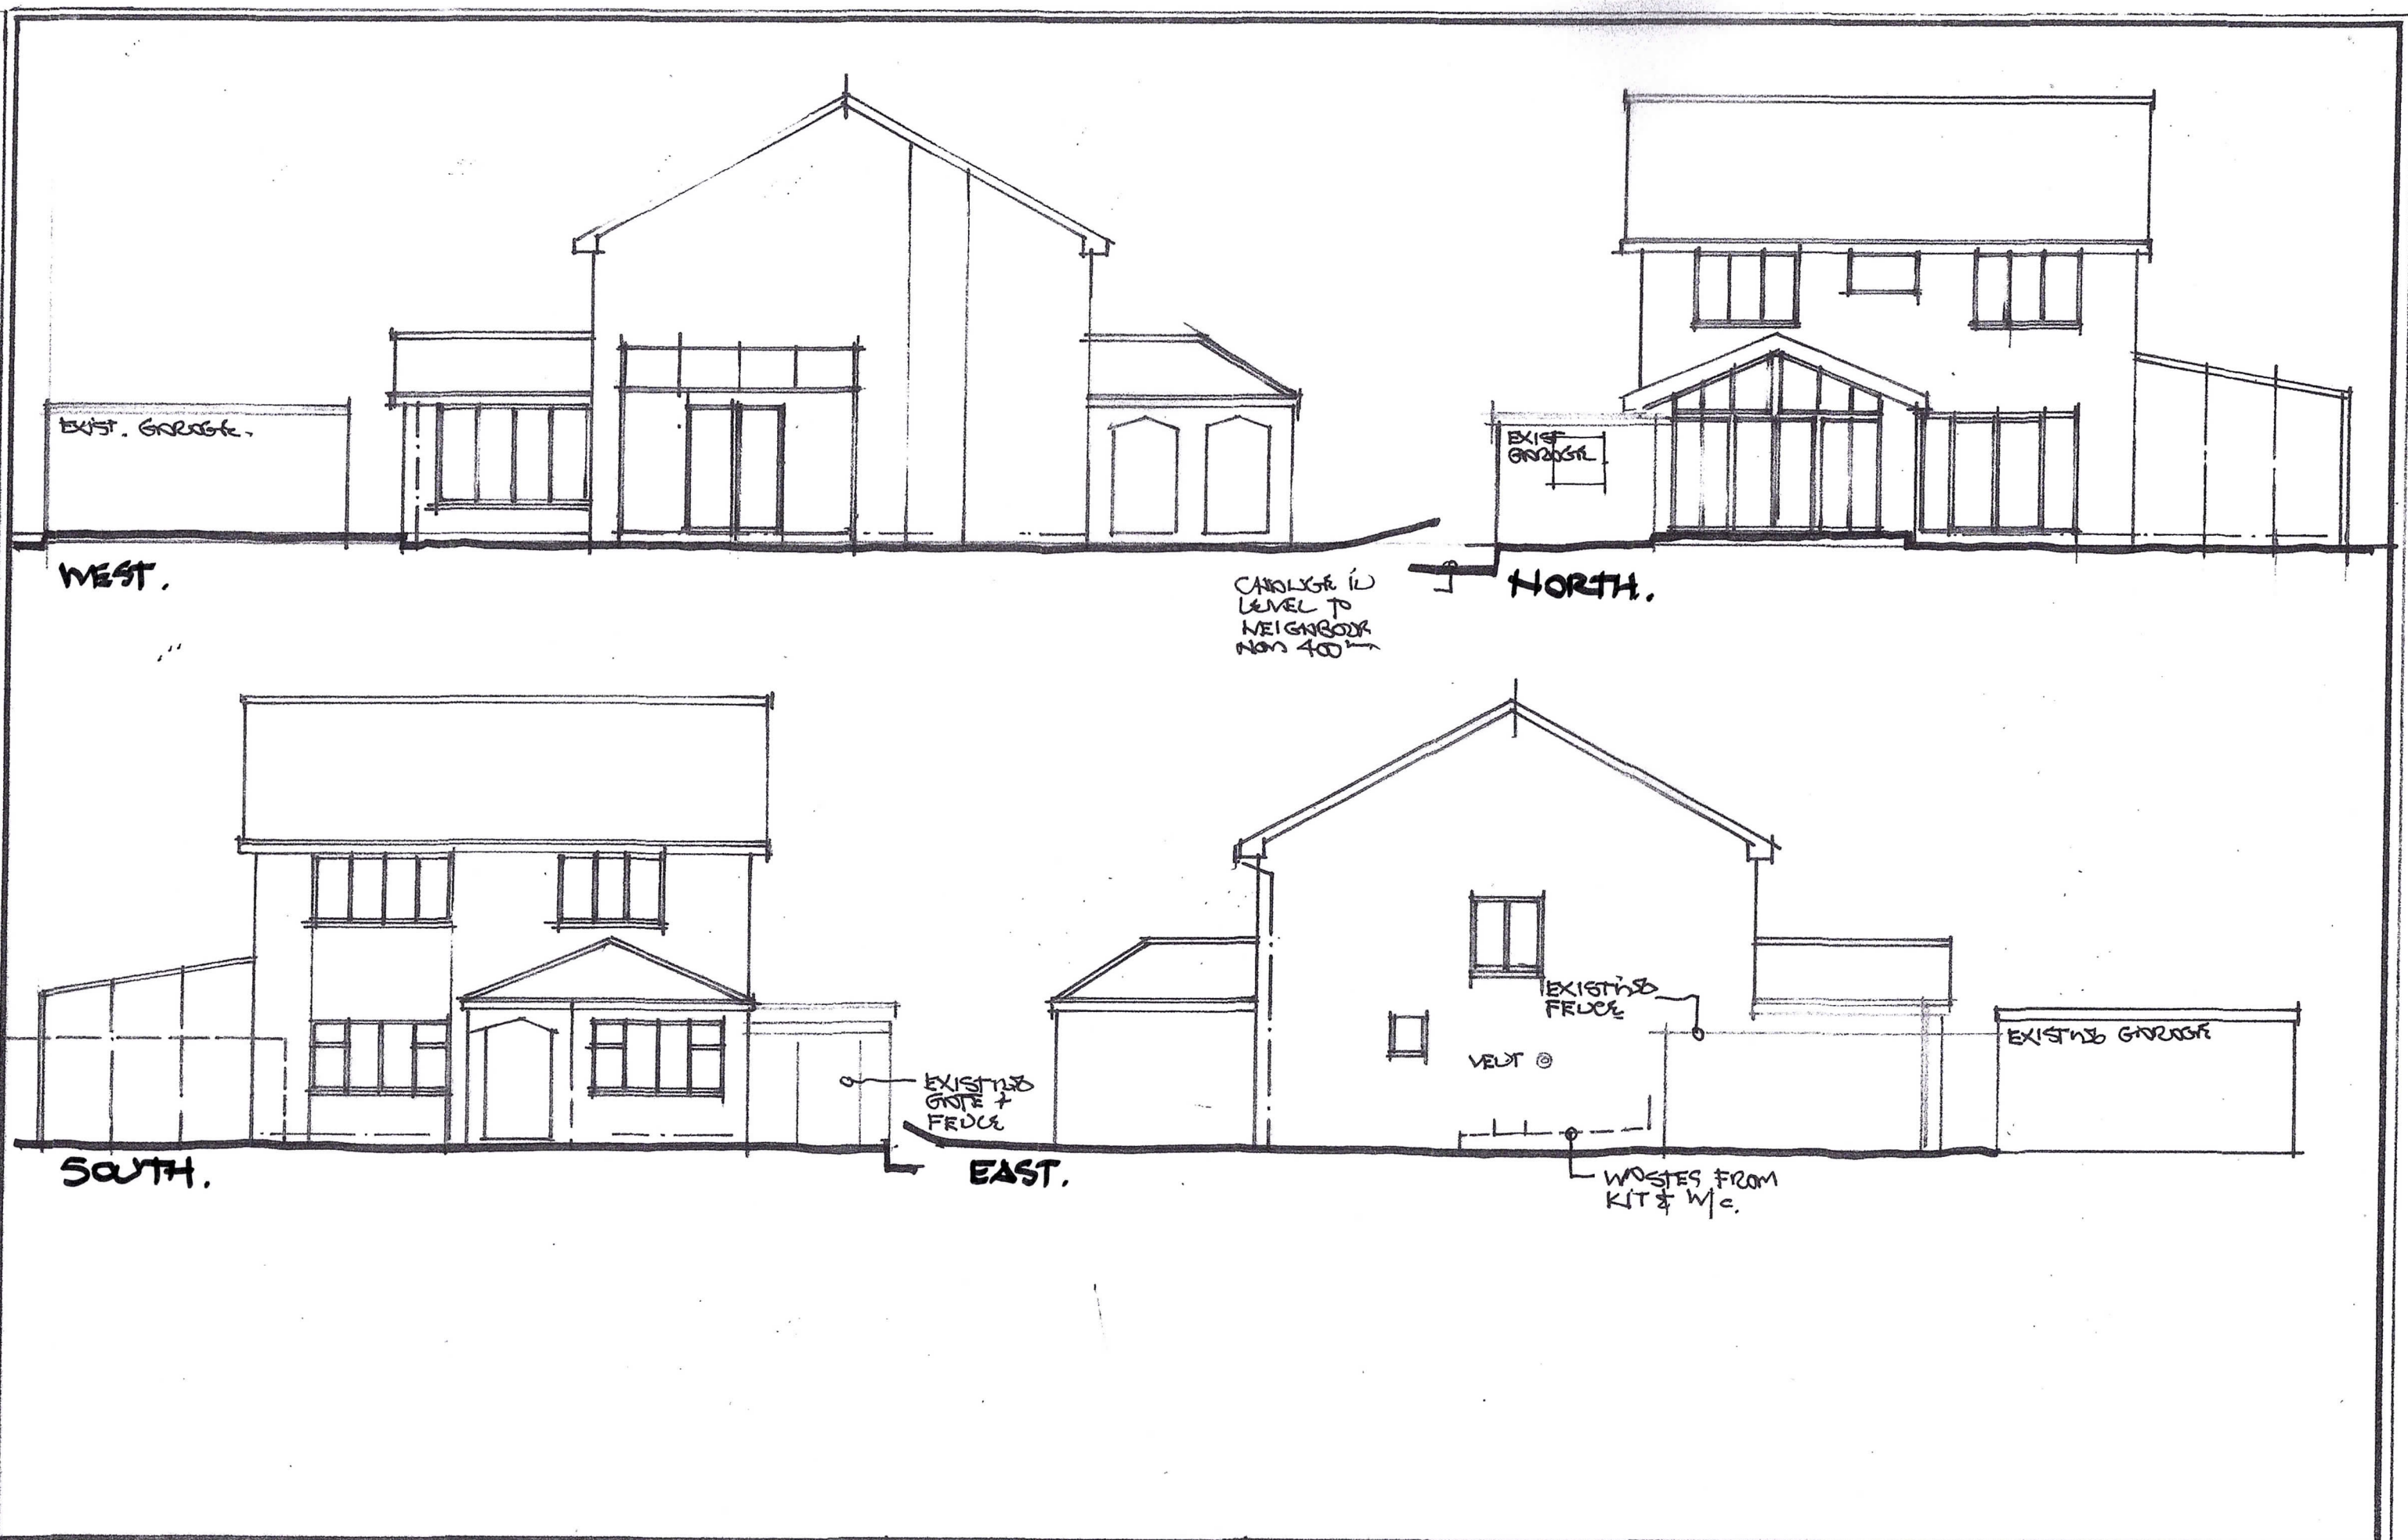 EXIST. GARAGE.
EXIST
GARAGE
WEST.
CHANGE IN
LEVEL TO
NEIGHBOUR
NOM 400mm
NORTH.
EXISTING
FENCE
EXISTING GARAGE
VENT
EXISTING
GATE +
FENCE
SOUTH.
EAST.
WASTES FROM
KIT & W/C.